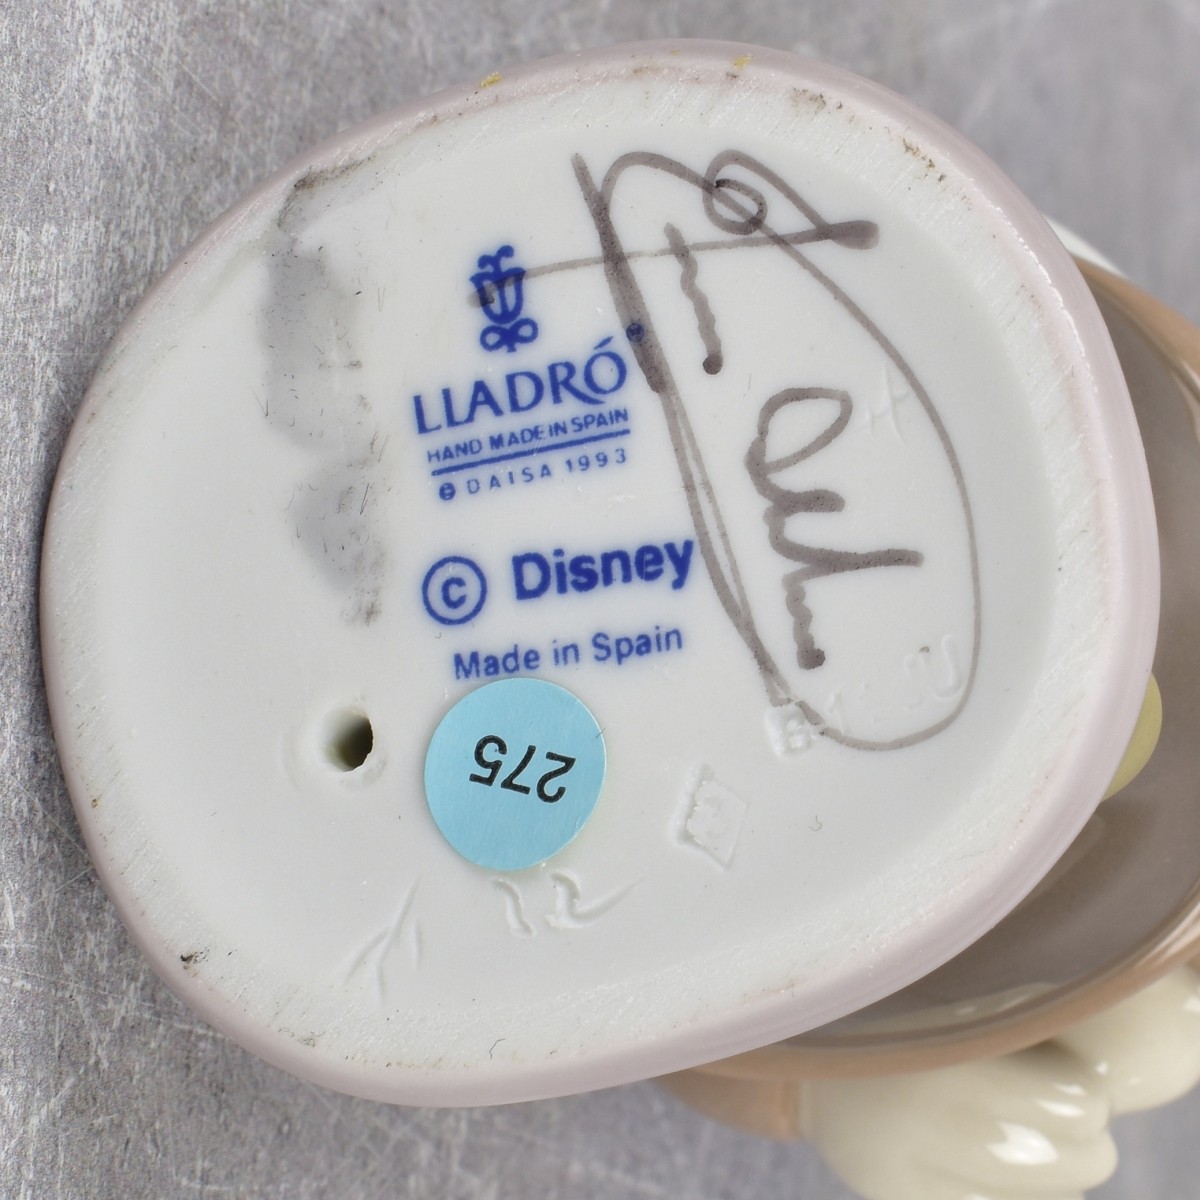 LLADRÓ
HAND MADE IN SPAIN
© DAISA 1993
© Disney
Made in Spain
275